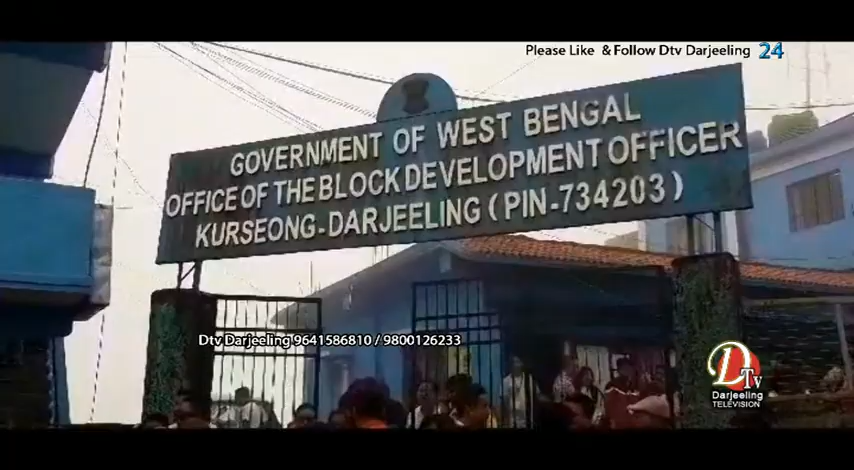 Please Like & Follow Dtv Darjeeling 24
GOVERNMENT OF WEST BENGAL
OFFICE OF THE BLOCK DEVELOPMENT OFFICER
KURSEONG-DARJEELING (PIN-734203)
Dtv Darjeeling 9641586810 / 9800126233
DTV
Darjeeling
TELEVISION